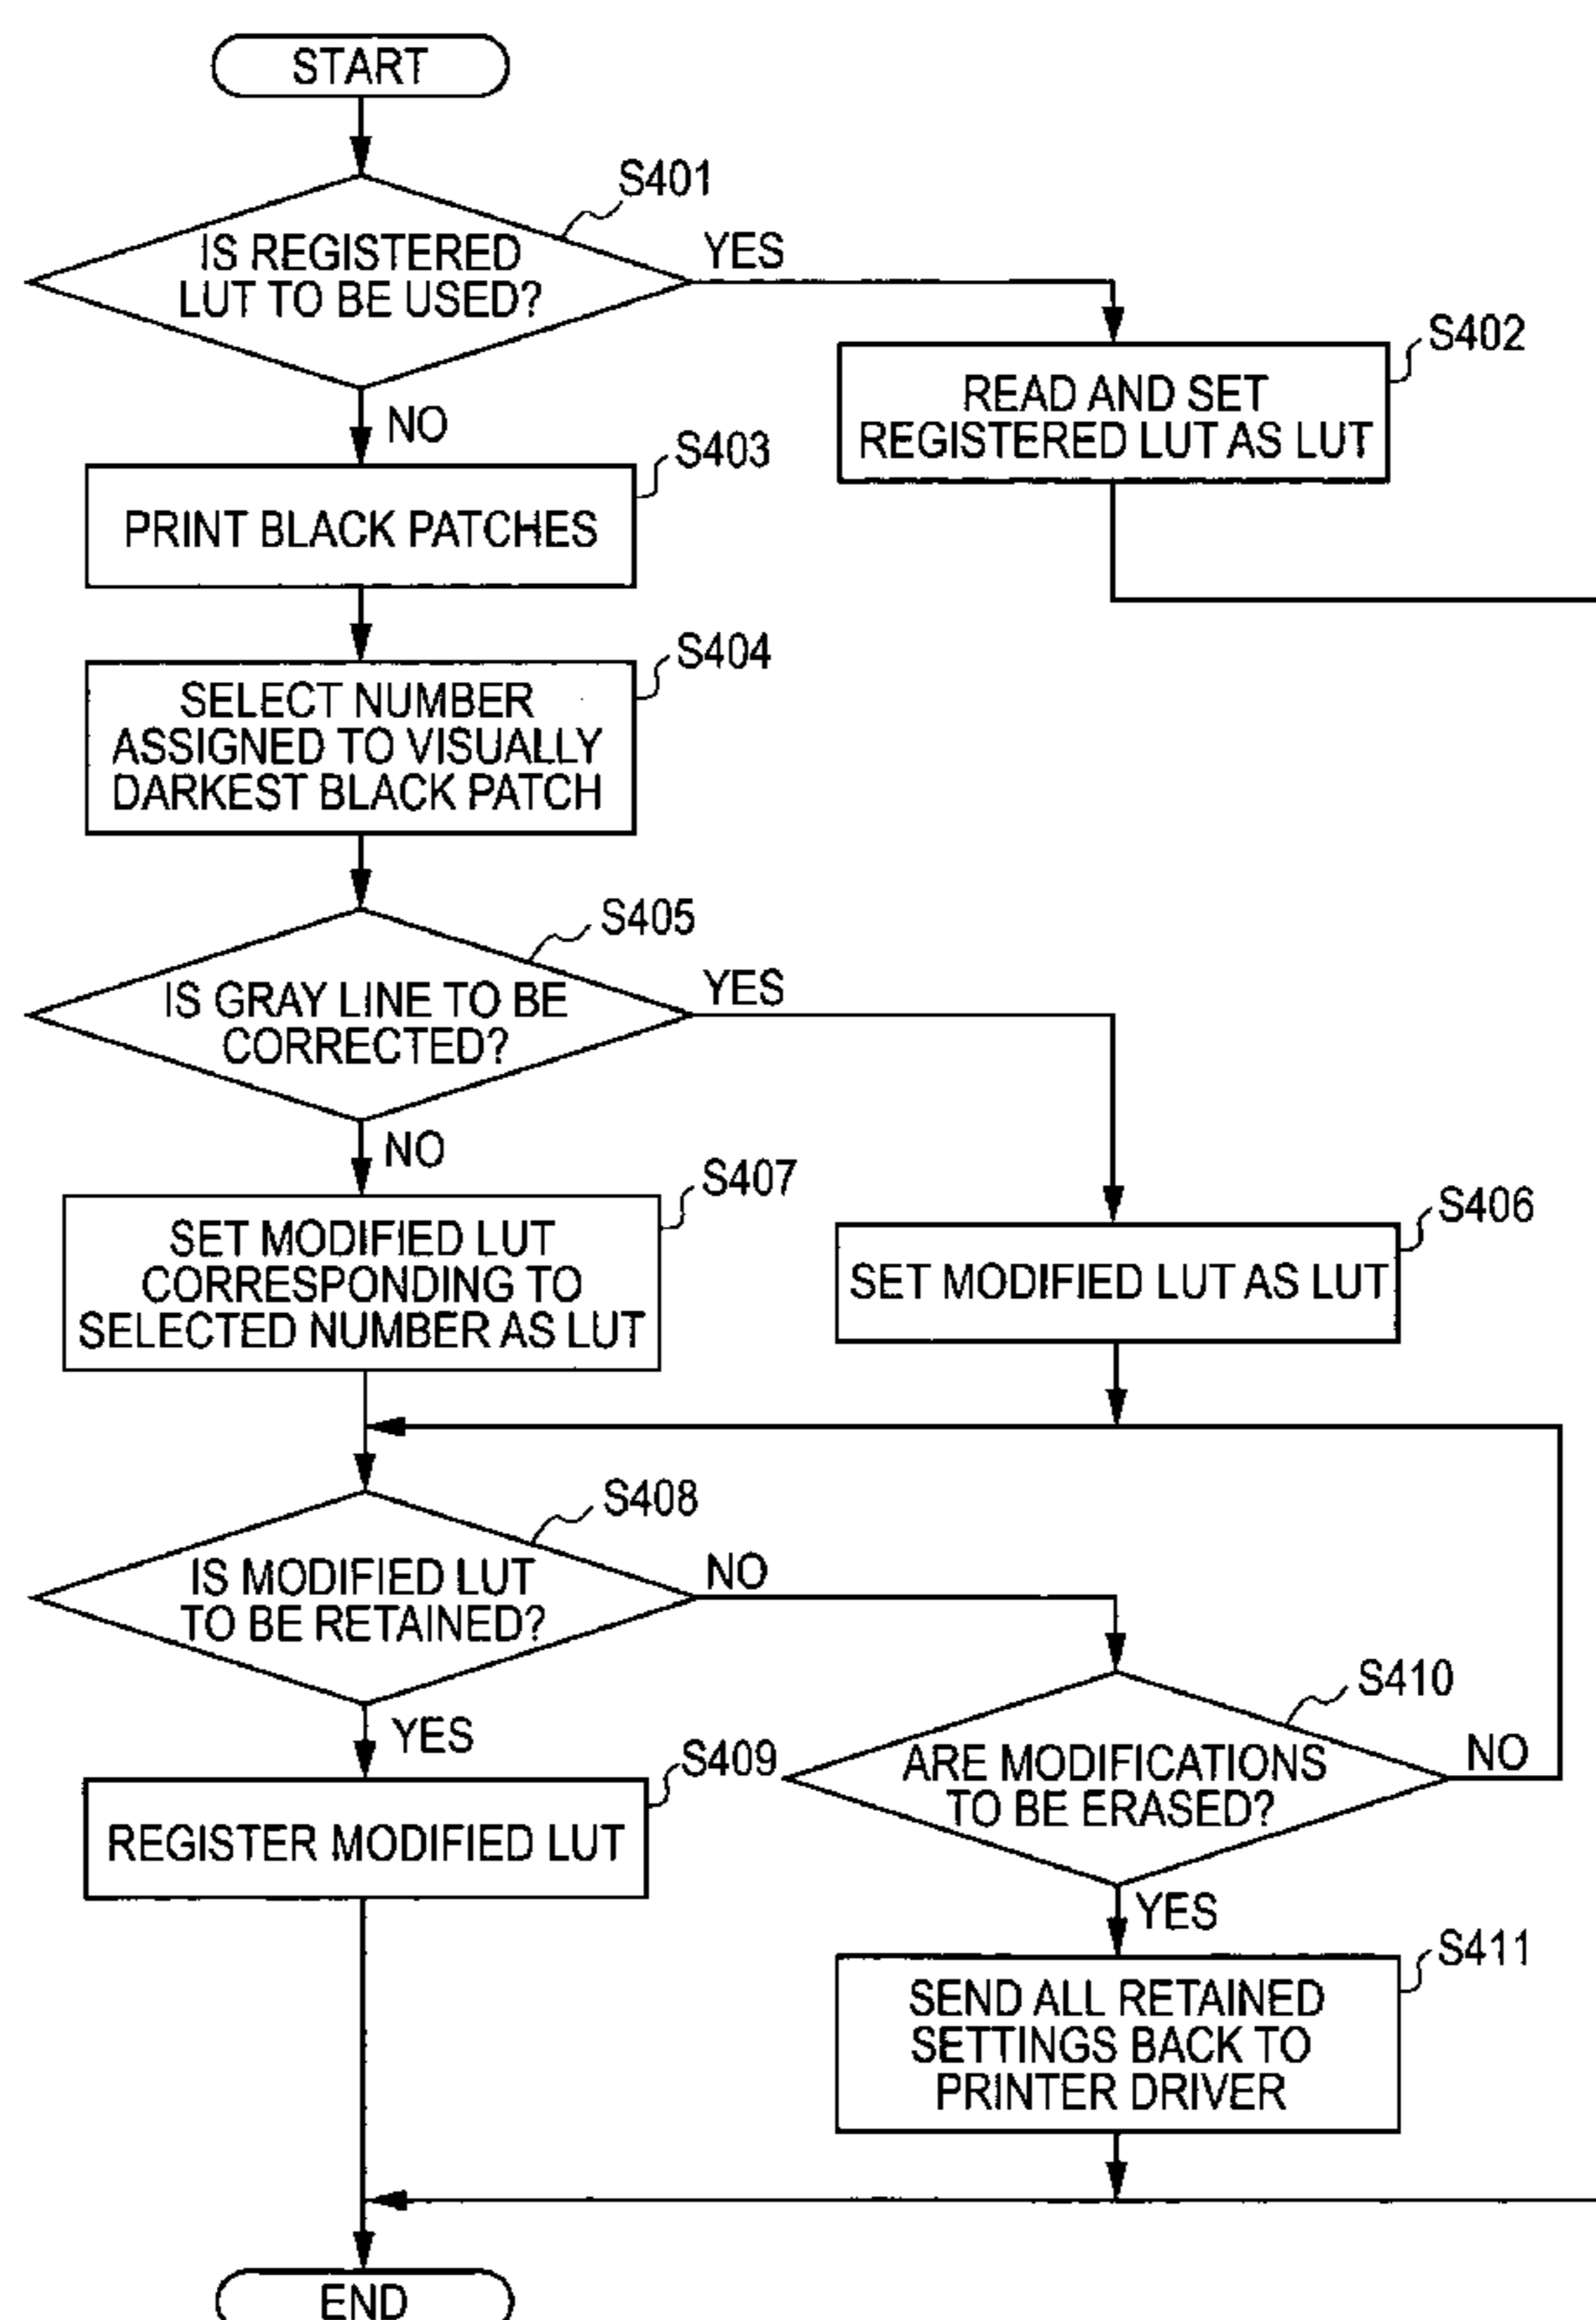 START
S401
IS REGISTERED
LUT TO BE USED?
YES
NO
S402
READ AND SET
REGISTERED LUT AS LUT
S403
PRINT BLACK PATCHES
S404
SELECT NUMBER
ASSIGNED TO VISUALLY
DARKEST BLACK PATCH
S405
IS GRAY LINE TO BE
CORRECTED?
YES
NO
S407
SET MODIFIED LUT
CORRESPONDING TO
SELECTED NUMBER AS LUT
S406
SET MODIFIED LUT AS LUT
S408
IS MODIFIED LUT
TO BE RETAINED?
NO
YES
S409
REGISTER MODIFIED LUT
S410
ARE MODIFICATIONS
TO BE ERASED?
NO
YES
S411
SEND ALL RETAINED
SETTINGS BACK TO
PRINTER DRIVER
END